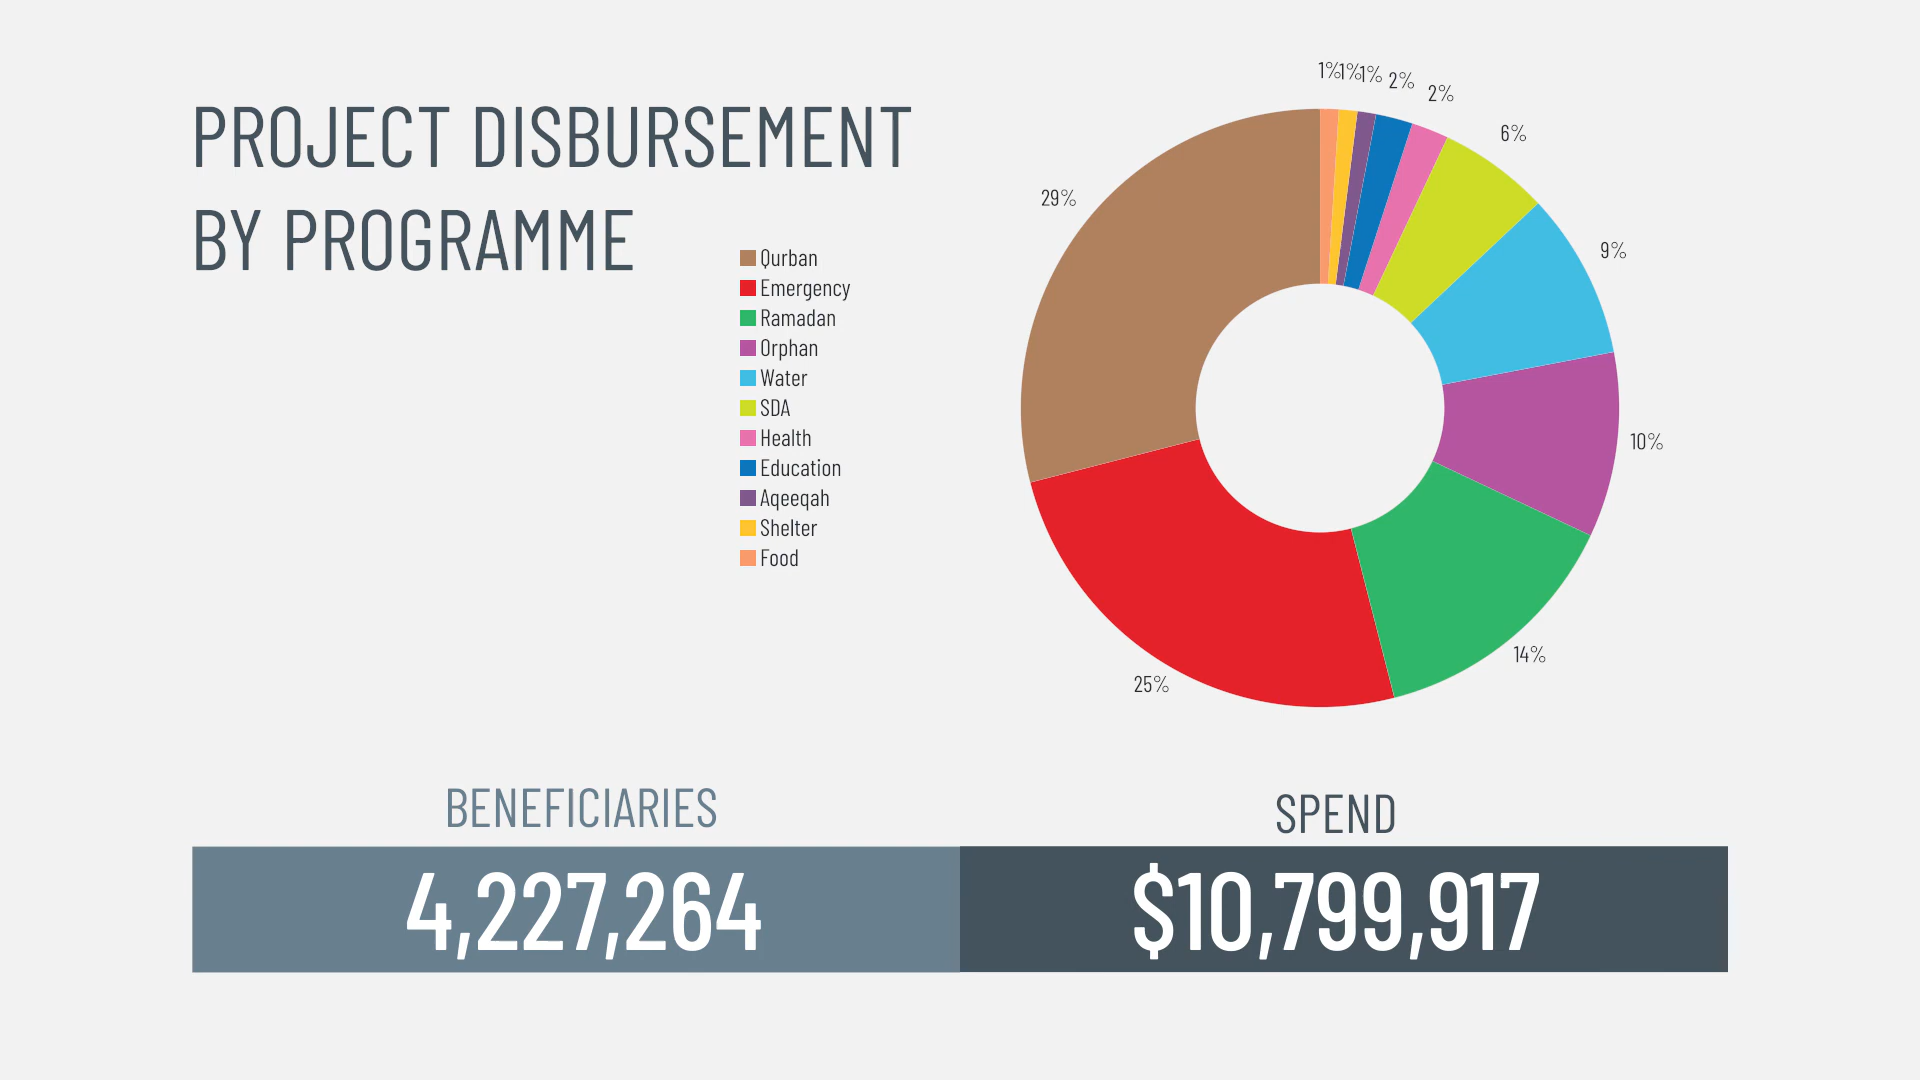 PROJECT DISBURSEMENT
BY PROGRAMME
Qurban
Emergency
Ramadan
Orphan
Water
SDA
Health
Education
Aqeeqah
Shelter
Food
1%
1%
1%
2%
2%
6%
9%
10%
14%
25%
29%
BENEFICIARIES
4,227,264
SPEND
$10,799,917